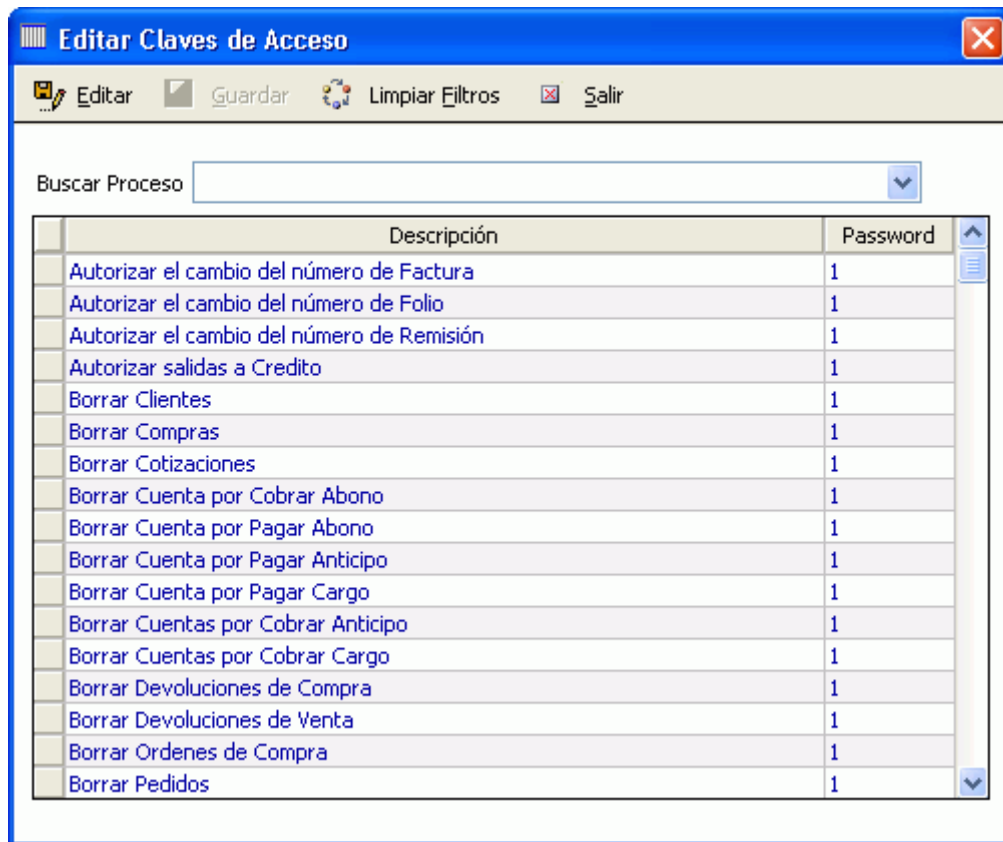 Editar Claves de Acceso
Editar Guardar Limpiar Filtros Salir
Buscar Proceso
Descripción Password
Autorizar el cambio del número de Factura 1
Autorizar el cambio del número de Folio 1
Autorizar el cambio del número de Remisión 1
Autorizar salidas a Credito 1
Borrar Clientes 1
Borrar Compras 1
Borrar Cotizaciones 1
Borrar Cuenta por Cobrar Abono 1
Borrar Cuenta por Pagar Abono 1
Borrar Cuenta por Pagar Anticipo 1
Borrar Cuenta por Pagar Cargo 1
Borrar Cuentas por Cobrar Anticipo 1
Borrar Cuentas por Cobrar Cargo 1
Borrar Devoluciones de Compra 1
Borrar Devoluciones de Venta 1
Borrar Ordenes de Compra 1
Borrar Pedidos 1